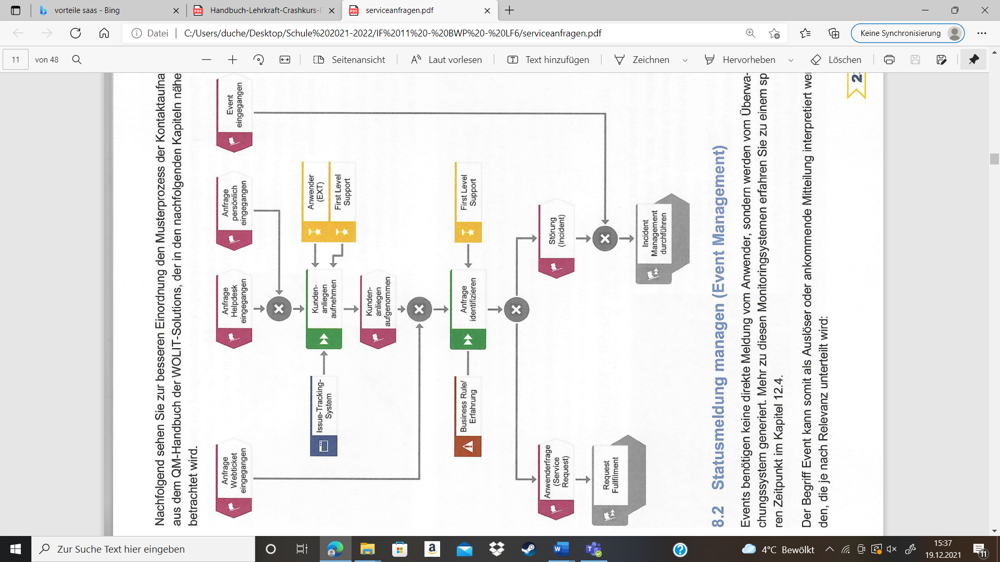 vorteile saas - Bing
Handbuch-Lehrkraft-Crashkurs-I
serviceanfragen.pdf
Datei
C:/Users/duche/Desktop/Schule%202021-2022/IF%2011%20-%20BWP%20-%20LF6/serviceanfragen.pdf
Keine Synchronisierung
11
von 48
Seitenansicht
Laut vorlesen
Text hinzufügen
Zeichnen
Hervorheben
Löschen
Nachfolgend sehen Sie zur besseren Einordnung den Musterprozess der Kontaktaufna
aus dem QM-Handbuch der WOLIT-Solutions, der in den nachfolgenden Kapiteln nähe
betrachtet wird.
Anfrage
Webticket
eingegangen
Anfrage
Helpdesk
eingegangen
Anfrage
persönlich
eingegangen
Event
eingegangen
Issue-Tracking-
System
Kunden-
anliegen
aufnehmen
Anwender
(EXT)
First Level
Support
Kunden-
anliegen
aufgenommen
Business Rule/
Erfahrung
Anfrage
identifizieren
First Level
Support
Anwenderfrage
(Service
Request)
Störung
(Incident)
Request
Fullfilment
Incident
Management
durchführen
8.2 Statusmeldung managen (Event Management)
Events benötigen keine direkte Meldung vom Anwender, sondern werden vom Überwa-
chungssystem generiert. Mehr zu diesen Monitoringsystemen erfahren Sie zu einem sp
ren Zeitpunkt im Kapitel 12.4.
Der Begriff Event kann somit als Auslöser oder ankommende Mitteilung interpretiert we
den, die je nach Relevanz unterteilt wird:
2
Zur Suche Text hier eingeben
4°C Bewölkt
15:37
19.12.2021
11